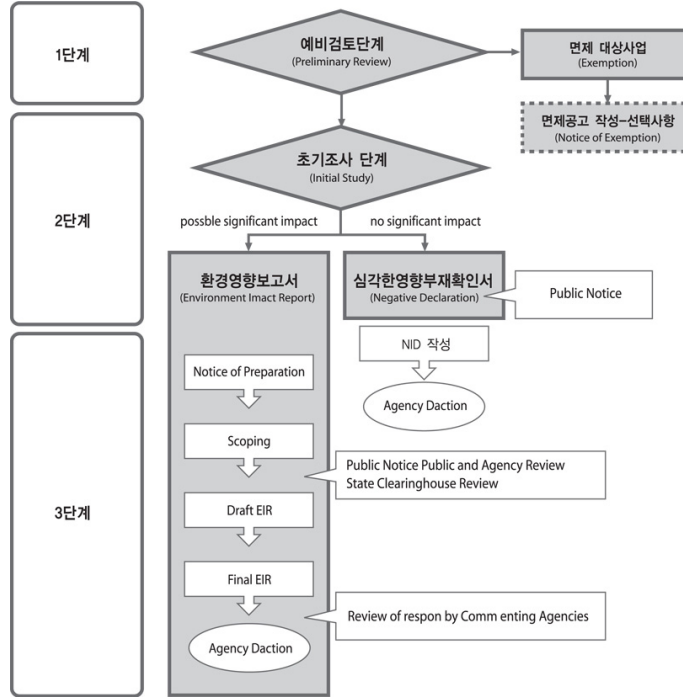 1단계
예비검토단계
(Preliminary Review)
면제 대상사업
(Exemption)
면제공고 작성-선택사항
(Notice of Exemption)
2단계
초기조사 단계
(Initial Study)
possble significant impact
no significant impact
환경영향보고서
(Environment Imact Report)
심각한영향부재확인서
(Negative Declaration)
Public Notice
NID 작성
Agency Daction
3단계
Notice of Preparation
Scoping
Public Notice Public and Agency Review
State Clearinghouse Review
Draft EIR
Final EIR
Review of respon by Comm enting Agencies
Agency Daction